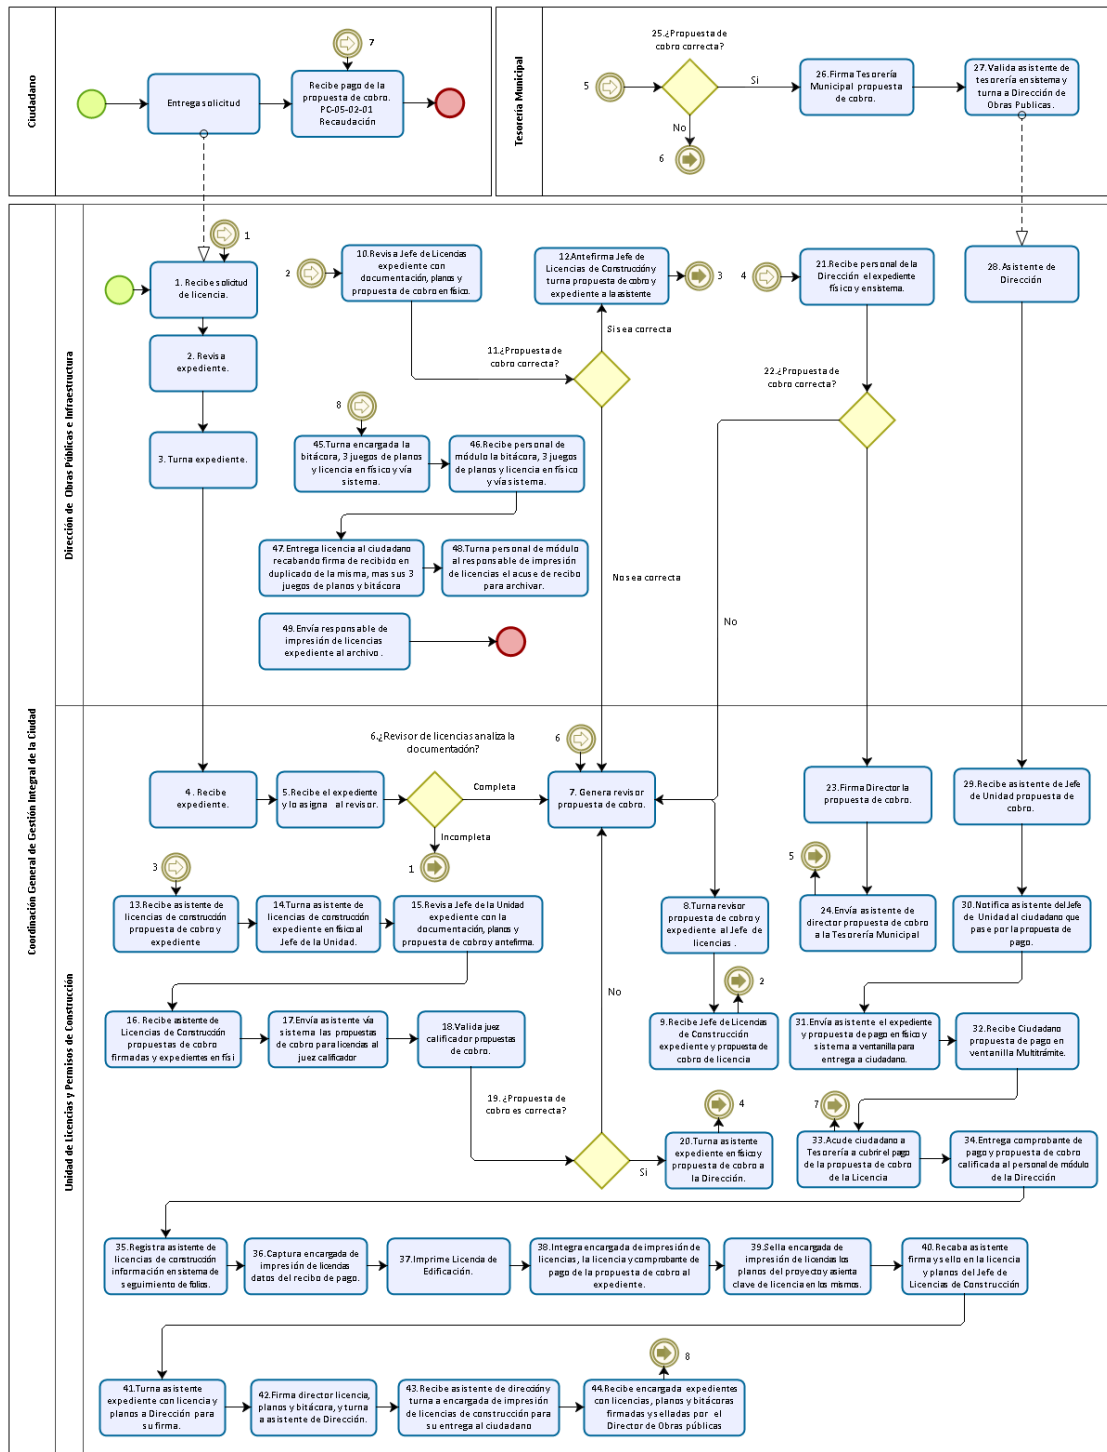 Ciudadano
Entrega solicitud
7
Recibe pago de la
propuesta de cobro.
PC-05-02-01
Recaudación
Tesorería Municipal
25.¿Propuesta de
cobro correcta?
5
Si
No
6
26.Firma Tesorería
Municipal propuesta
de cobro.
27.Valida asistente de
tesorería en sistema y
turna a Dirección de
Obras Publicas.
Coordinación General de Gestión Integral de la Ciudad
Dirección de Obras Públicas e Infraestructura
1
1. Recibe solicitud
de licencia.
2. Revisa
expediente.
3. Turna expediente.
2
10.Revisa Jefe de Licencias
expediente con
documentación, planos y
propuesta de cobro en físico.
12.Antefirma Jefe de
Licencias de Construcción y
turna propuesta de cobro y
expediente a la asistente
3
Si sea correcta
11.¿Propuesta de
cobro correcta?
No sea correcta
4
21.Recibe personal de la
Dirección el expediente
físico y en sistema.
22.¿Propuesta de
cobro correcta?
No
28. Asistente de
Dirección
8
45.Turna encargada la
bitácora, 3 juegos de planos
y licencia en físico y vía
sistema.
46.Recibe personal de
módulo la bitácora, 3 juegos
de planos y licencia en físico
y vía sistema.
47.Entrega licencia al ciudadano
recabando firma de recibido en
duplicado de la misma, mas sus 3
juegos de planos y bitácora
48.Turna personal de módulo
al responsable de impresión
de licencias el acuse de recibo
para archivar.
49.Envía responsable de
impresión de licencias
expediente al archivo.
Unidad de Licencias y Permisos de Construcción
4. Recibe
expediente.
5.Recibe el expediente
y lo asigna al revisor.
6.¿Revisor de licencias analiza la
documentación?
Completa
Incompleta
1
6
7. Genera revisor
propuesta de cobro.
23.Firma Director la
propuesta de cobro.
29.Recibe asistente de Jefe
de Unidad propuesta de
cobro.
3
13.Recibe asistente de
licencias de construcción
propuesta de cobro y
expediente
14.Turna asistente de
licencias de construcción
expediente en físico al
Jefe de la Unidad.
15.Revisa Jefe de la Unidad
expediente con la
documentación, planos y
propuesta de cobro y antefirma.
8.Turna revisor
propuesta de cobro y
expediente al Jefe de
licencias .
5
24.Envía asistente de
director propuesta de cobro
a la Tesorería Municipal
30.Notifica asistente del Jefe
de Unidad al ciudadano que
pase por la propuesta de
pago.
16. Recibe asistente de
Licencias de Construcción
propuestas de cobro
firmadas y expedientes en físi
17.Envía asistente vía
sistema las propuestas
de cobro para licencias al
juez calificador
18.Valida juez
calificador propuestas
de cobro.
No
2
9.Recibe Jefe de Licencias
de Construcción
expediente y propuesta de
cobro de licencia
31.Envía asistente el expediente
y propuesta de pago en físico y
sistema a ventanilla para
entrega a ciudadano.
32.Recibe Ciudadano
propuesta de pago en
ventanilla Multitrámite.
19. ¿Propuesta de
cobro es correcta?
Si
4
20.Turna asistente
expediente en físico y
propuesta de cobro a
la Dirección.
7
33.Acude ciudadano a
Tesorería a cubrir el pago
de la propuesta de cobro
de la Licencia
34.Entrega comprobante de
pago y propuesta de cobro
calificada al personal de módulo
de la Dirección
35.Registra asistente de
licencias de construcción
información en sistema de
seguimiento de folios.
36.Captura encargada de
impresión de licencias
datos del recibo de pago.
37.Imprime Licencia de
Edificación.
38.Integra encargada de impresión de
licencias, la licencia y comprobante de
pago de la propuesta de cobro al
expediente.
39.Sella encargada de
impresión de licencias los
planos del proyecto y asienta
clave de licencia en los mismos.
40.Recaba asistente
firma y sello en la licencia
y planos del Jefe de
Licencias de Construcción
41.Turna asistente
expediente con licencia y
planos a Dirección para
su firma.
42.Firma director licencia,
planos y bitácora, y turna
a asistente de Dirección.
43.Recibe asistente de dirección y
turna a encargada de impresión
de licencias de construcción para
su entrega al ciudadano
8
44.Recibe encargada expedientes
con licencias, planos y bitácoras
firmadas y selladas por el
Director de Obras públicas